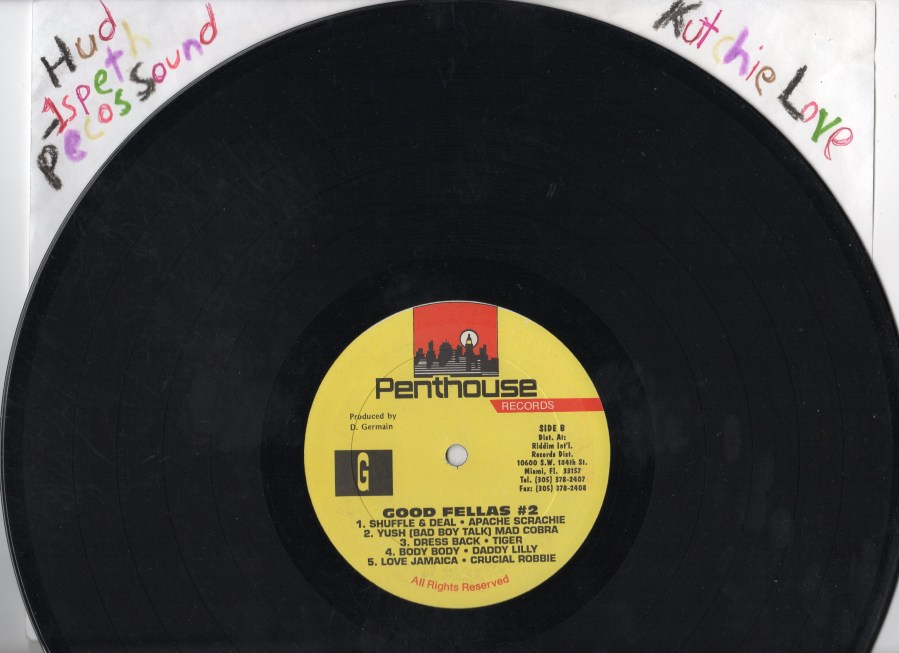 Hud
-1speth
Pecos Sound
Kutchie Love
Penthouse
RECORDS
Produced by
D. Germain
G
SIDE B
Dist. At:
Riddim Int'l.
Records Dist.
10600 S.W. 184th St.
Miami, Fl. 33157
Tel. (305) 378-2407
Fax: (305) 378-2408
GOOD FELLAS #2
1. SHUFFLE & DEAL • APACHE SCRACHIE
2. YUSH (BAD BOY TALK) MAD COBRA
3. DRESS BACK • TIGER
4. BODY BODY • DADDY LILLY
5. LOVE JAMAICA • CRUCIAL ROBBIE
All Rights Reserved